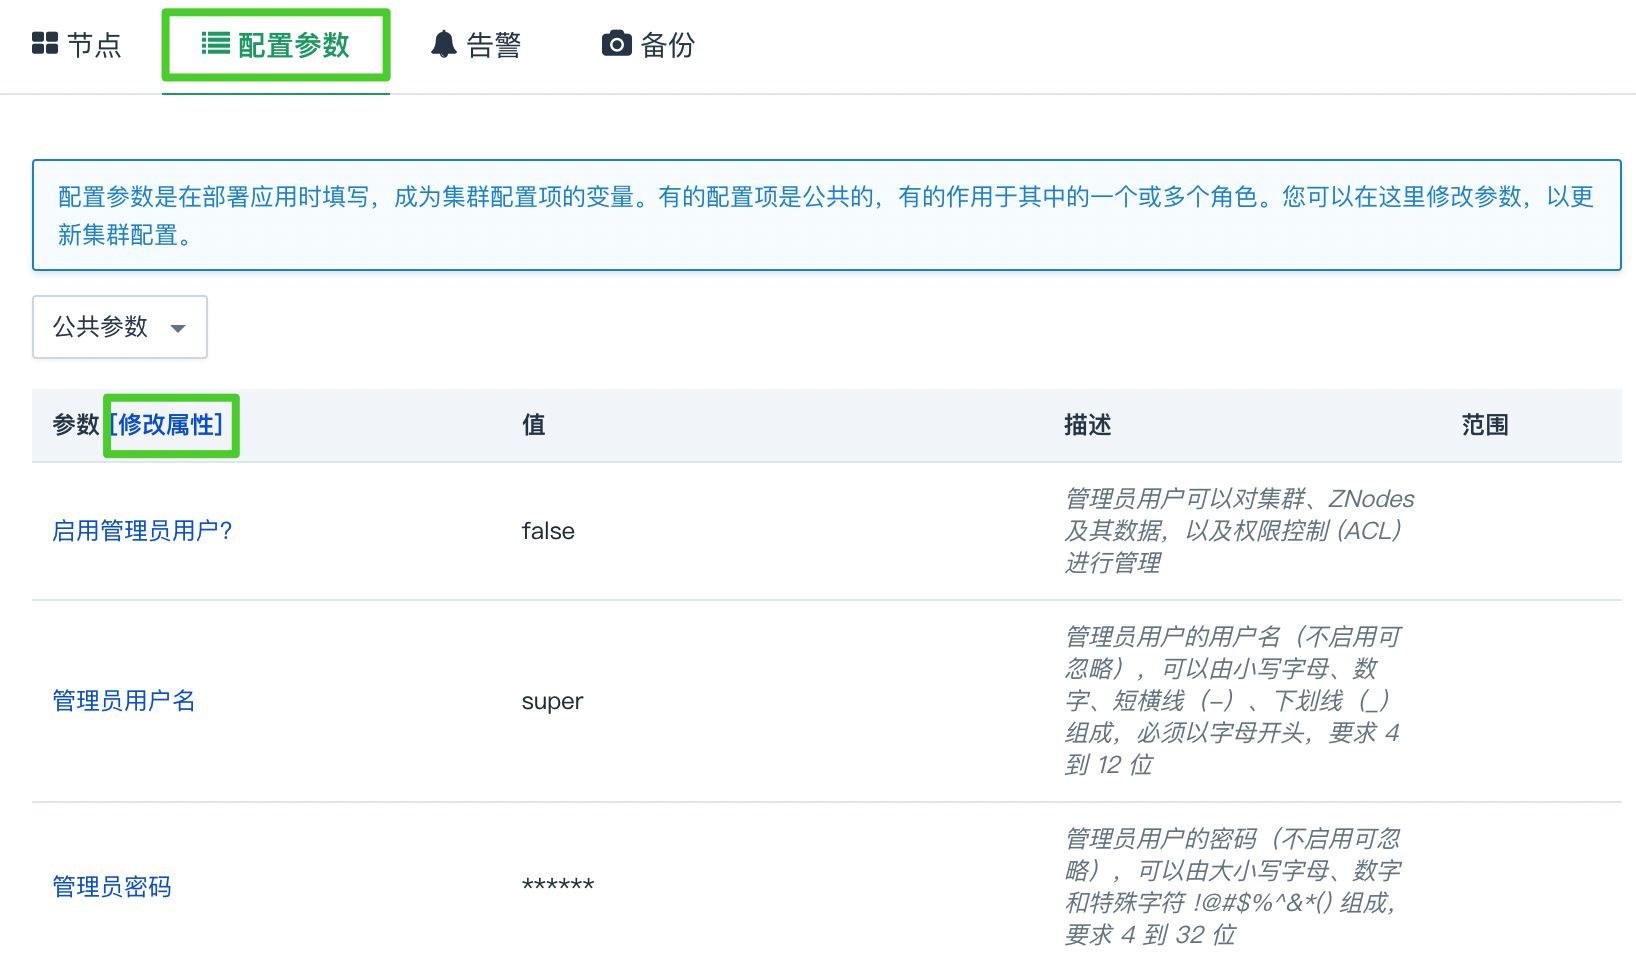 节点 配置参数 告警 备份
配置参数是在部署应用时填写，成为集群配置项的变量。有的配置项是公共的，有的作用于其中的一个或多个角色。您可以在这里修改参数，以更
新集群配置。
公共参数
参数 [修改属性] 值 描述 范围
启用管理员用户? false
管理员用户可以对集群、ZNodes
及其数据，以及权限控制 (ACL)
进行管理
管理员用户名 super
管理员用户的用户名（不启用可
忽略），可以由小写字母、数
字、短横线（-）、下划线（_）
组成，必须以字母开头，要求 4
到 12 位
管理员密码 ******
管理员用户的密码（不启用可忽
略），可以由大小写字母、数字
和特殊字符 !@#$%^&*() 组成，
要求 4 到 32 位